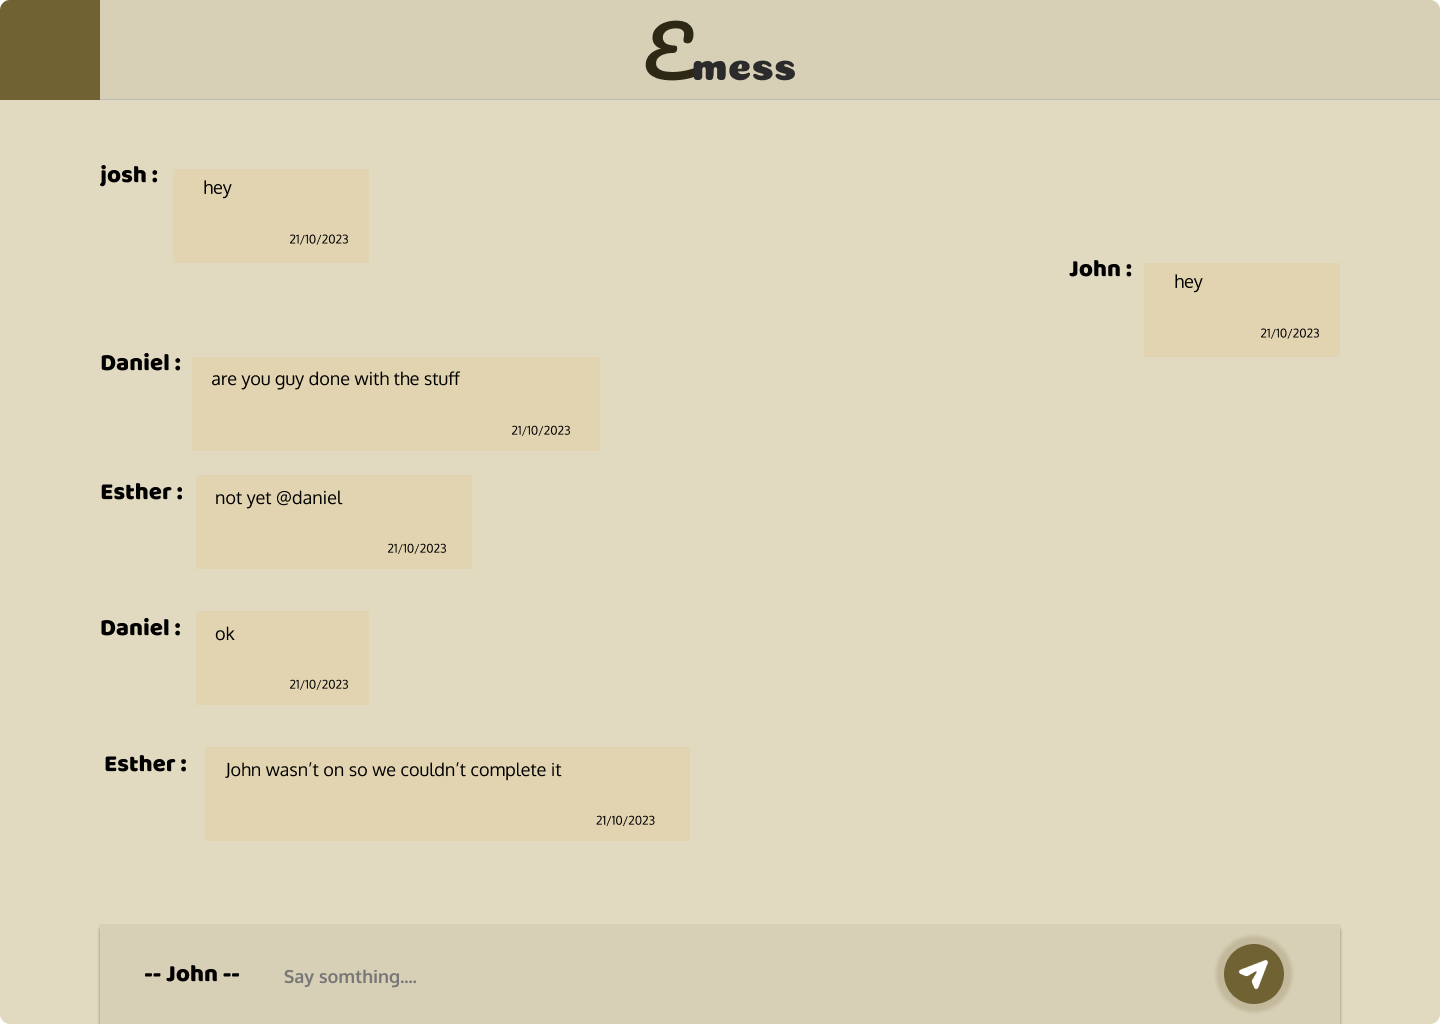 Emess
josh :
hey
21/10/2023
John :
hey
21/10/2023
Daniel :
are you guy done with the stuff
21/10/2023
Esther :
not yet @daniel
21/10/2023
Daniel :
ok
21/10/2023
Esther :
John wasn't on so we couldn't complete it
21/10/2023
-- John --
Say somthing....